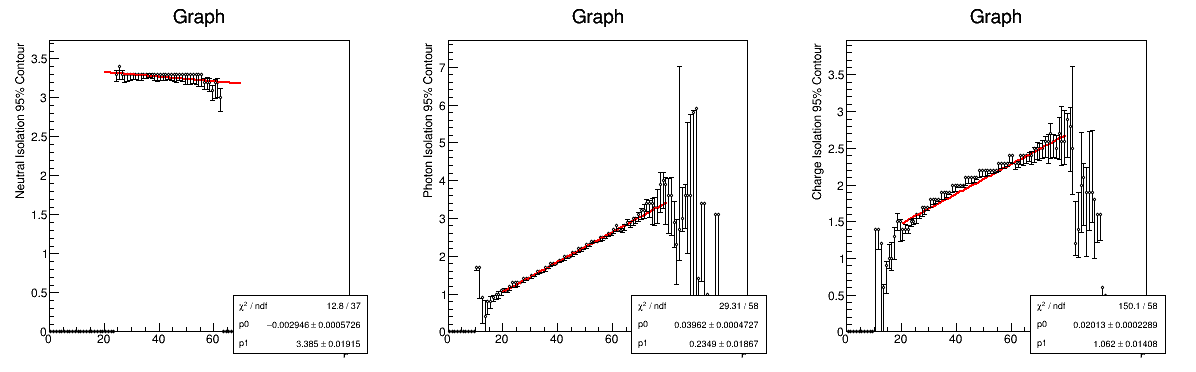 Graph
Neutral Isolation 95% Contour
3.5
3
2.5
2
1.5
1
0.5
0
0 20 40 60
χ² / ndf 12.8 / 37
p0 −0.002946 ± 0.0005726
p1 3.385 ± 0.01915
Graph
Photon Isolation 95% Contour
7
6
5
4
3
2
1
0
0 20 40 60
χ² / ndf 29.31 / 58
p0 0.03962 ± 0.0004727
p1 0.2349 ± 0.01867
Graph
Charge Isolation 95% Contour
3.5
3
2.5
2
1.5
1
0.5
0
0 20 40 60
χ² / ndf 150.1 / 58
p0 0.02013 ± 0.0002289
p1 1.062 ± 0.01408